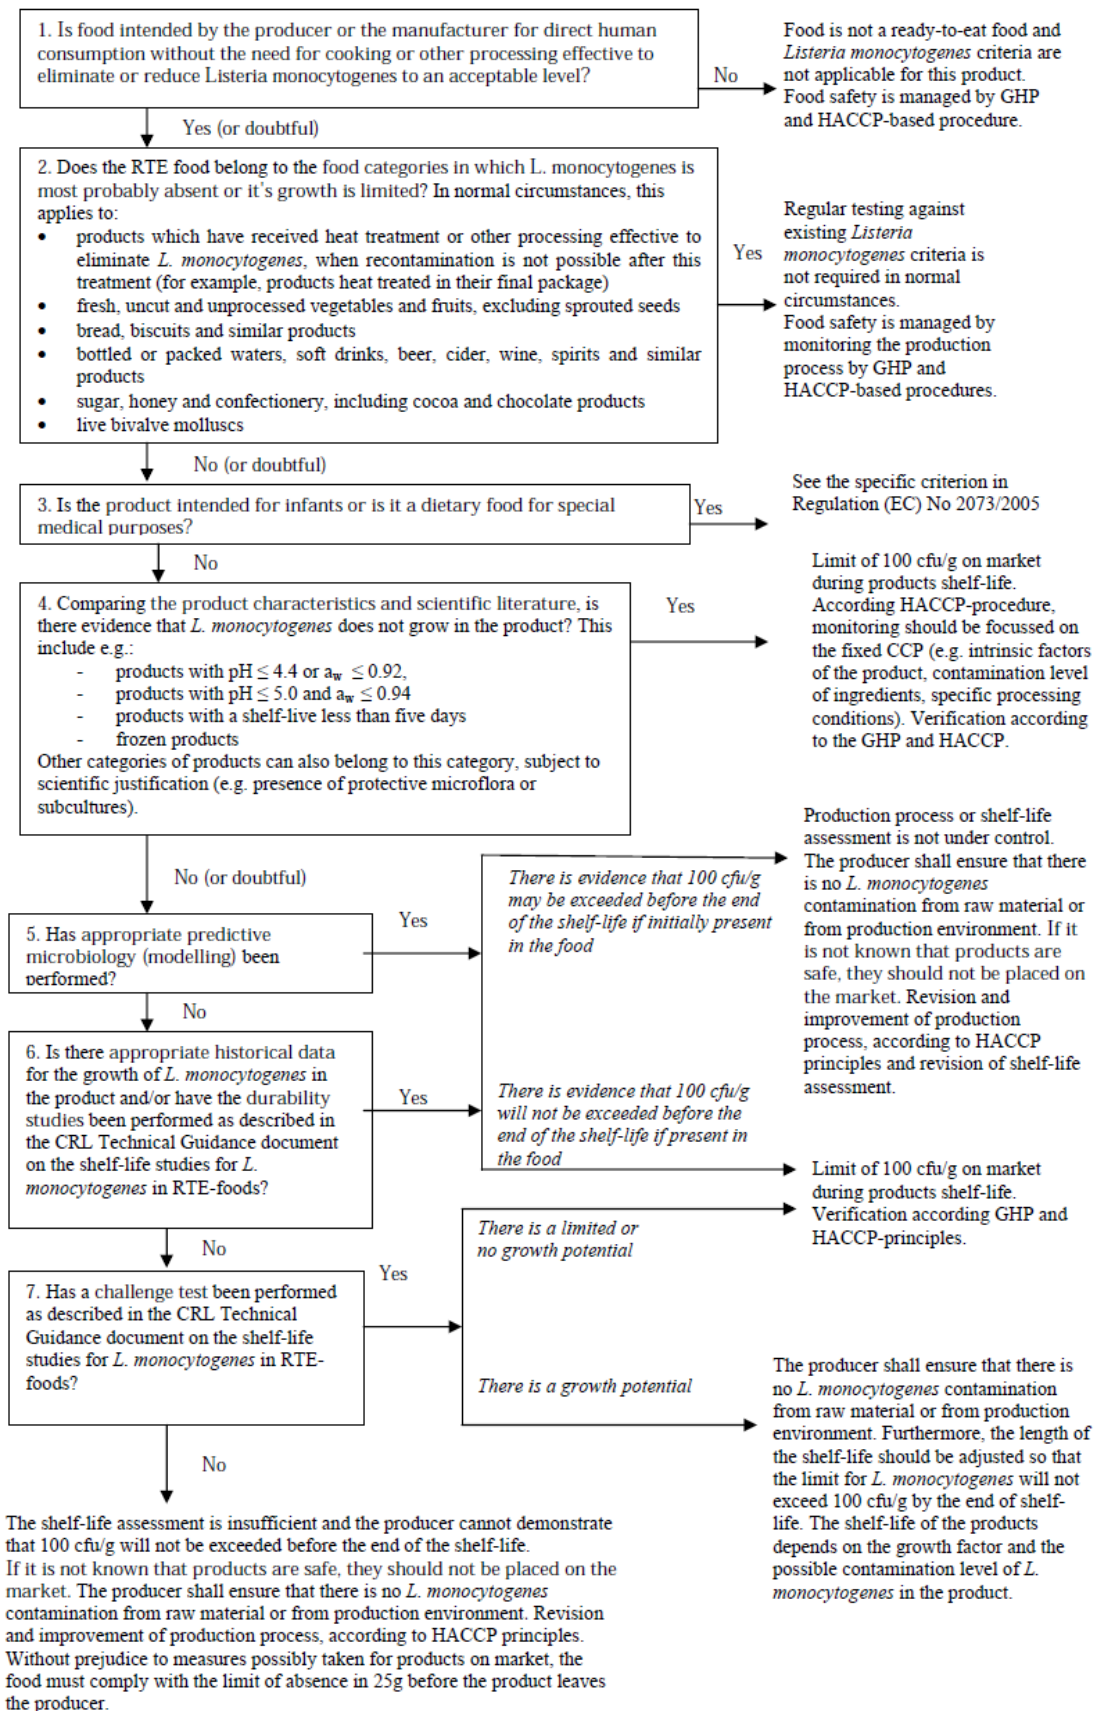 1. Is food intended by the producer or the manufacturer for direct human
consumption without the need for cooking or other processing effective to
eliminate or reduce Listeria monocytogenes to an acceptable level?
No
Food is not a ready-to-eat food and
Listeria monocytogenes criteria are
not applicable for this product.
Food safety is managed by GHP
and HACCP-based procedure.
Yes (or doubtful)
2. Does the RTE food belong to the food categories in which L. monocytogenes is
most probably absent or it's growth is limited? In normal circumstances, this
applies to:
• products which have received heat treatment or other processing effective to
eliminate L. monocytogenes, when recontamination is not possible after this
treatment (for example, products heat treated in their final package)
• fresh, uncut and unprocessed vegetables and fruits, excluding sprouted seeds
• bread, biscuits and similar products
• bottled or packed waters, soft drinks, beer, cider, wine, spirits and similar
products
• sugar, honey and confectionery, including cocoa and chocolate products
• live bivalve molluscs
Yes
Regular testing against
existing Listeria
monocytogenes criteria is
not required in normal
circumstances.
Food safety is managed by
monitoring the production
process by GHP and
HACCP-based procedures.
No (or doubtful)
3. Is the product intended for infants or is it a dietary food for special
medical purposes?
Yes
See the specific criterion in
Regulation (EC) No 2073/2005
No
4. Comparing the product characteristics and scientific literature, is
there evidence that L. monocytogenes does not grow in the product? This
include e.g.:
- products with pH ≤ 4.4 or aw ≤ 0.92,
- products with pH ≤ 5.0 and aw ≤ 0.94
- products with a shelf-live less than five days
- frozen products
Other categories of products can also belong to this category, subject to
scientific justification (e.g. presence of protective microflora or
subcultures).
Yes
Limit of 100 cfu/g on market
during products shelf-life.
According HACCP-procedure,
monitoring should be focussed on
the fixed CCP (e.g. intrinsic factors
of the product, contamination level
of ingredients, specific processing
conditions). Verification according
to the GHP and HACCP.
No (or doubtful)
5. Has appropriate predictive
microbiology (modelling) been
performed?
Yes
There is evidence that 100 cfu/g
may be exceeded before the end
of the shelf-life if initially present
in the food
Production process or shelf-life
assessment is not under control.
The producer shall ensure that there
is no L. monocytogenes
contamination from raw material or
from production environment. If it
is not known that products are
safe, they should not be placed on
the market. Revision and
improvement of production
process, according to HACCP
principles and revision of shelf-life
assessment.
No
6. Is there appropriate historical data
for the growth of L. monocytogenes in
the product and/or have the durability
studies been performed as described in
the CRL Technical Guidance document
on the shelf-life studies for L.
monocytogenes in RTE-foods?
Yes
There is evidence that 100 cfu/g
will not be exceeded before the
end of the shelf-life if present in
the food
Limit of 100 cfu/g on market
during products shelf-life.
Verification according GHP and
HACCP-principles.
No
7. Has a challenge test been performed
as described in the CRL Technical
Guidance document on the shelf-life
studies for L. monocytogenes in RTE-
foods?
Yes
There is a limited or
no growth potential
There is a growth potential
The producer shall ensure that there is
no L. monocytogenes contamination
from raw material or from production
environment. Furthermore, the length of
the shelf-life should be adjusted so that
the limit for L. monocytogenes will not
exceed 100 cfu/g by the end of shelf-
life. The shelf-life of the products
depends on the growth factor and the
possible contamination level of L.
monocytogenes in the product.
No
The shelf-life assessment is insufficient and the producer cannot demonstrate
that 100 cfu/g will not be exceeded before the end of the shelf-life.
If it is not known that products are safe, they should not be placed on the
market. The producer shall ensure that there is no L. monocytogenes
contamination from raw material or from production environment. Revision
and improvement of production process, according to HACCP principles.
Without prejudice to measures possibly taken for products on market, the
food must comply with the limit of absence in 25g before the product leaves
the producer.